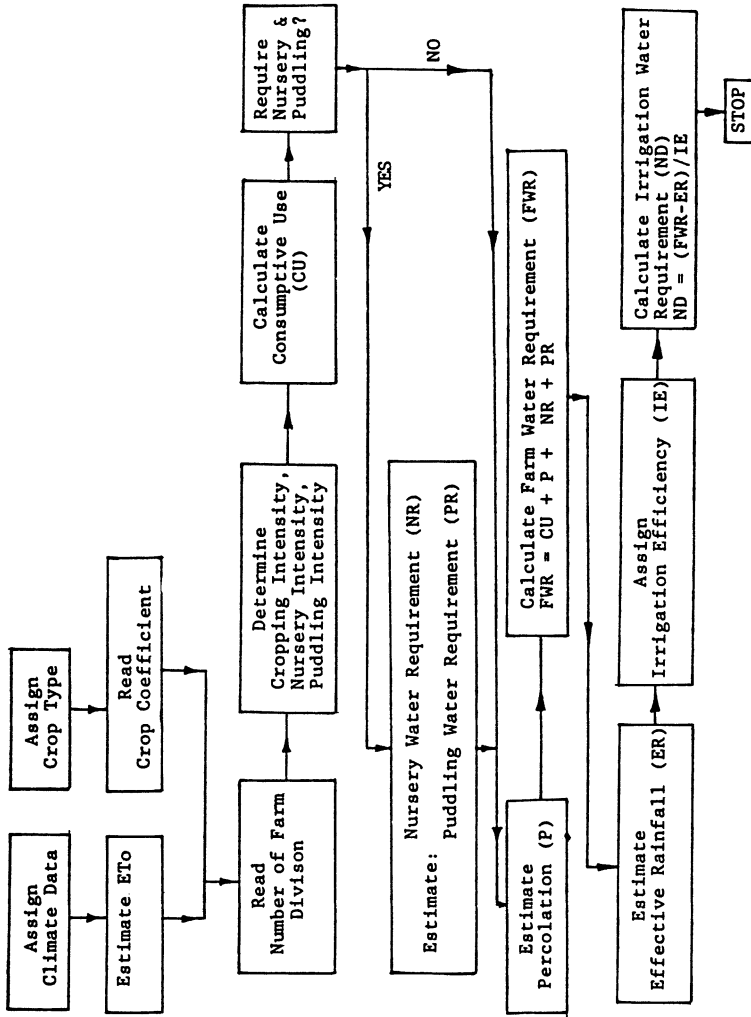 Assign
Climate Data
Assign
Crop Type
Estimate ETo
Read
Crop Coefficient
Read
Number of Farm
Divison
Determine
Cropping Intensity,
Nursery Intensity,
Puddling Intensity
Calculate
Consumptive Use
(CU)
Require
Nursery &
Puddling?
YES
NO
Nursery Water Requirement (NR)
Estimate:
Puddling Water Requirement (PR)
Estimate
Percolation (P)
Calculate Farm Water Requirement (FWR)
FWR = CU + P + NR + PR
Estimate
Effective Rainfall (ER)
Assign
Irrigation Efficiency (IE)
Calculate Irrigation Water
Requirement (ND)
ND = (FWR-ER)/IE
STOP